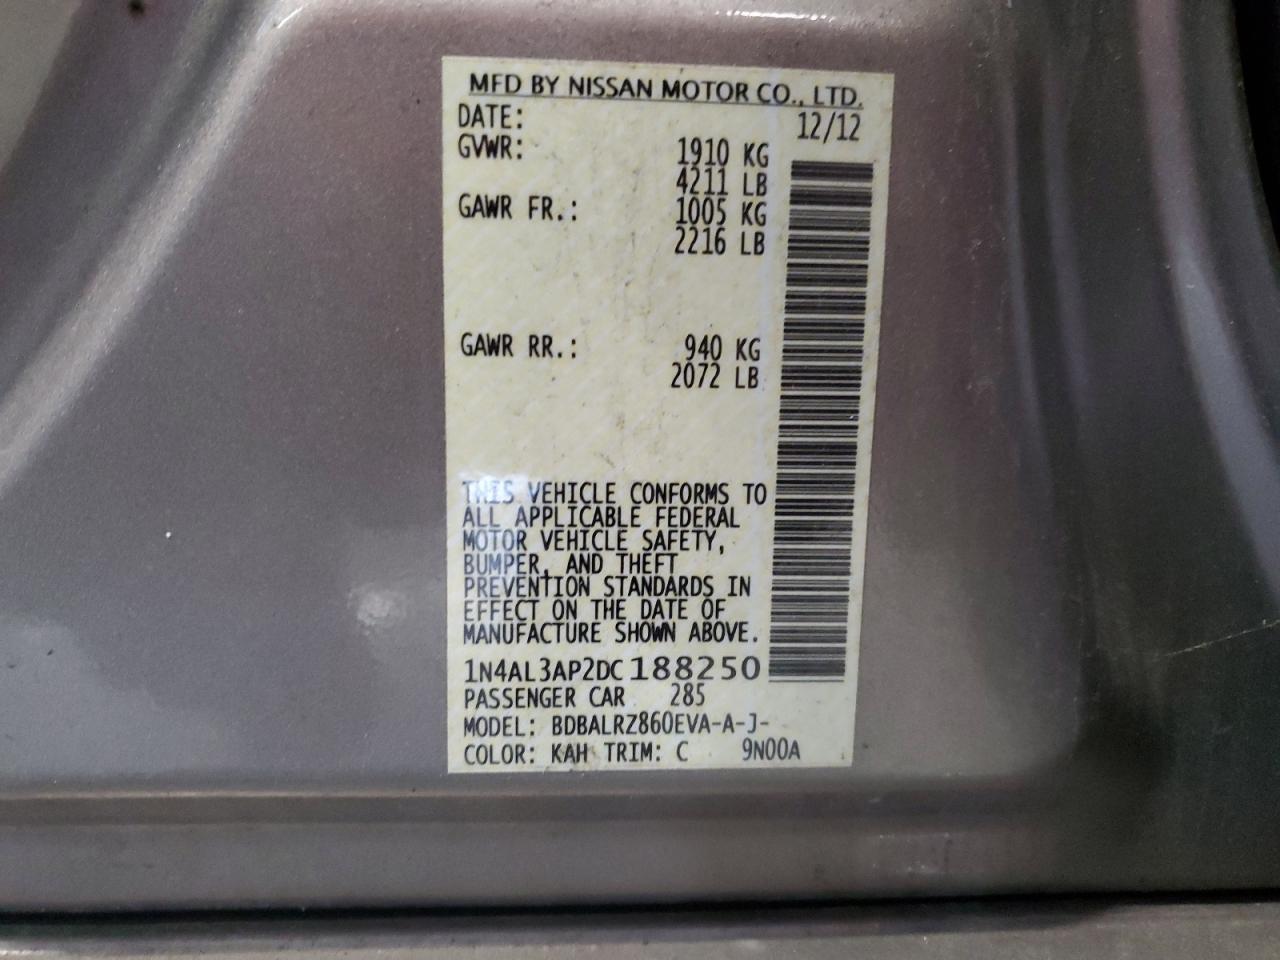 MFD BY NISSAN MOTOR CO., LTD.
DATE: 12/12
GVWR: 1910 KG
4211 LB
GAWR FR.: 1005 KG
2216 LB
GAWR RR.: 940 KG
2072 LB
THIS VEHICLE CONFORMS TO
ALL APPLICABLE FEDERAL
MOTOR VEHICLE SAFETY,
BUMPER, AND THEFT
PREVENTION STANDARDS IN
EFFECT ON THE DATE OF
MANUFACTURE SHOWN ABOVE.
1N4AL3AP2DC188250
PASSENGER CAR 285
MODEL: BDBALRZ860EVA-A-J-
COLOR: KAH TRIM: C 9N00A